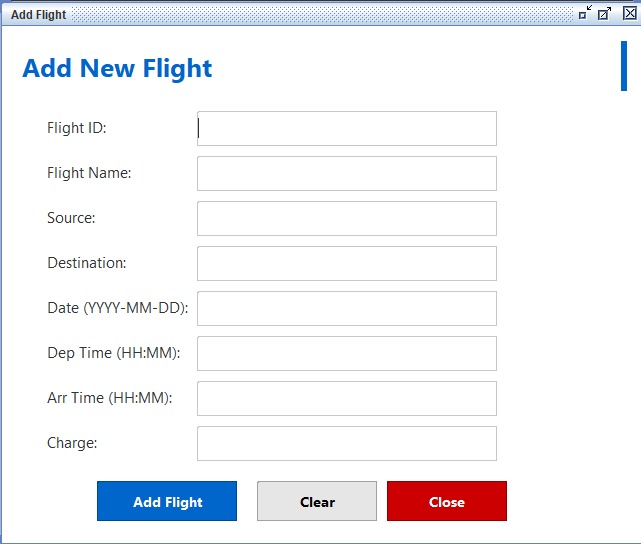 Add Flight
Add New Flight
Flight ID:
Flight Name:
Source:
Destination:
Date (YYYY-MM-DD):
Dep Time (HH:MM):
Arr Time (HH:MM):
Charge:
Add Flight Clear Close